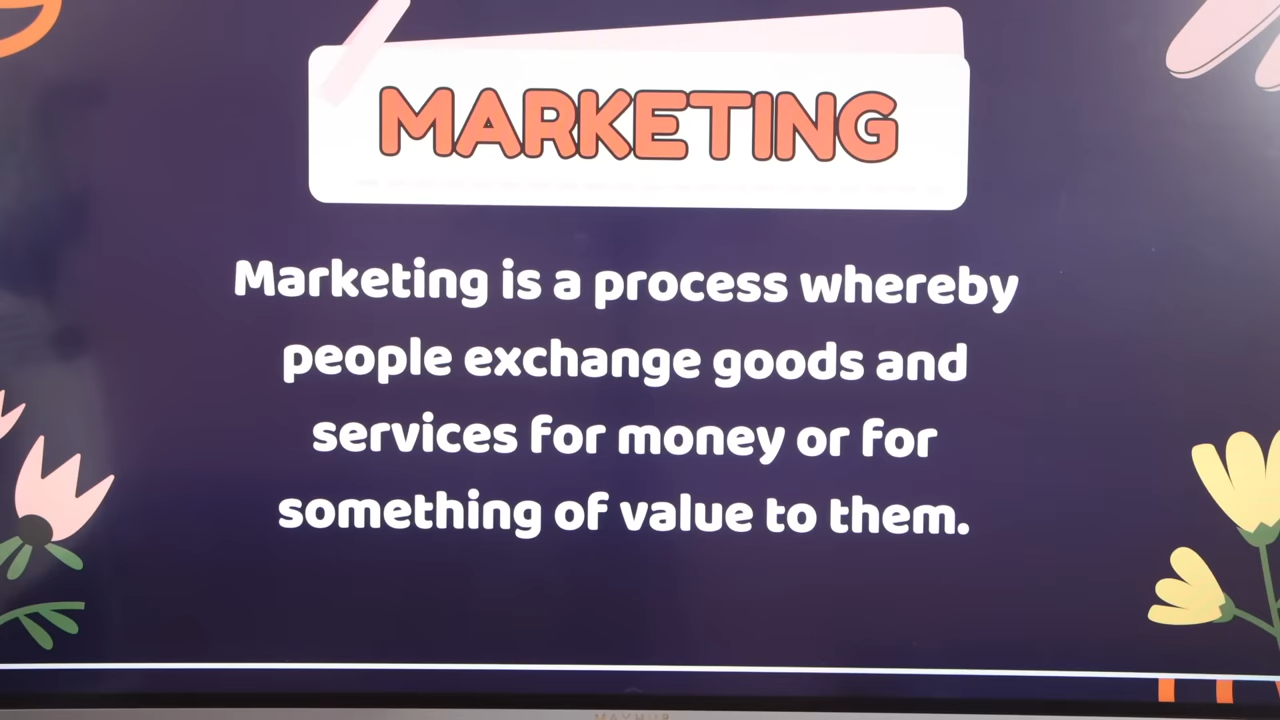 MARKETING
Marketing is a process whereby
people exchange goods and
services for money or for
something of value to them.